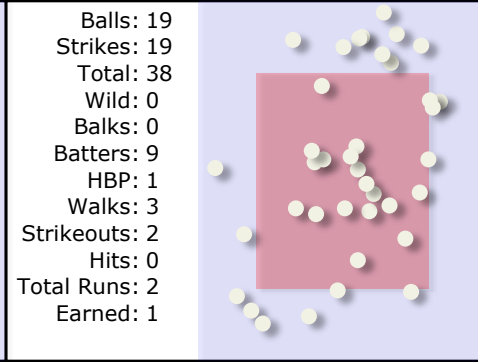 Balls: 19
Strikes: 19
Total: 38
Wild: 0
Balks: 0
Batters: 9
HBP: 1
Walks: 3
Strikeouts: 2
Hits: 0
Total Runs: 2
Earned: 1